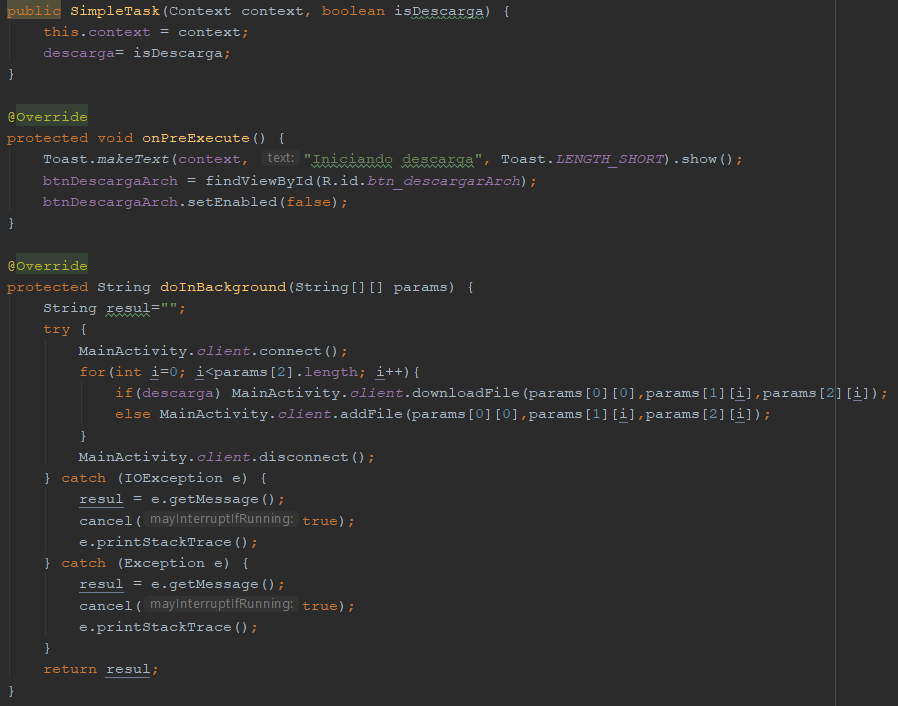 public SimpleTask(Context context, boolean isDescarga) {
    this.context = context;
    descarga= isDescarga;
}

@Override
protected void onPreExecute() {
    Toast.makeText(context, text: "Iniciando descarga", Toast.LENGTH_SHORT).show();
    btnDescargaArch = findViewById(R.id.btn_descargarArch);
    btnDescargaArch.setEnabled(false);
}

@Override
protected String doInBackground(String[][] params) {
    String resul="";
    try {
        MainActivity.client.connect();
        for(int i=0; i<params[2].length; i++){
            if(descarga) MainActivity.client.downloadFile(params[0][0],params[1][i],params[2][i]);
            else MainActivity.client.addFile(params[0][0],params[1][i],params[2][i]);
        }
        MainActivity.client.disconnect();
    } catch (IOException e) {
        resul = e.getMessage();
        cancel( mayInterruptIfRunning: true);
        e.printStackTrace();
    } catch (Exception e) {
        resul = e.getMessage();
        cancel( mayInterruptIfRunning: true);
        e.printStackTrace();
    }
    return resul;
}